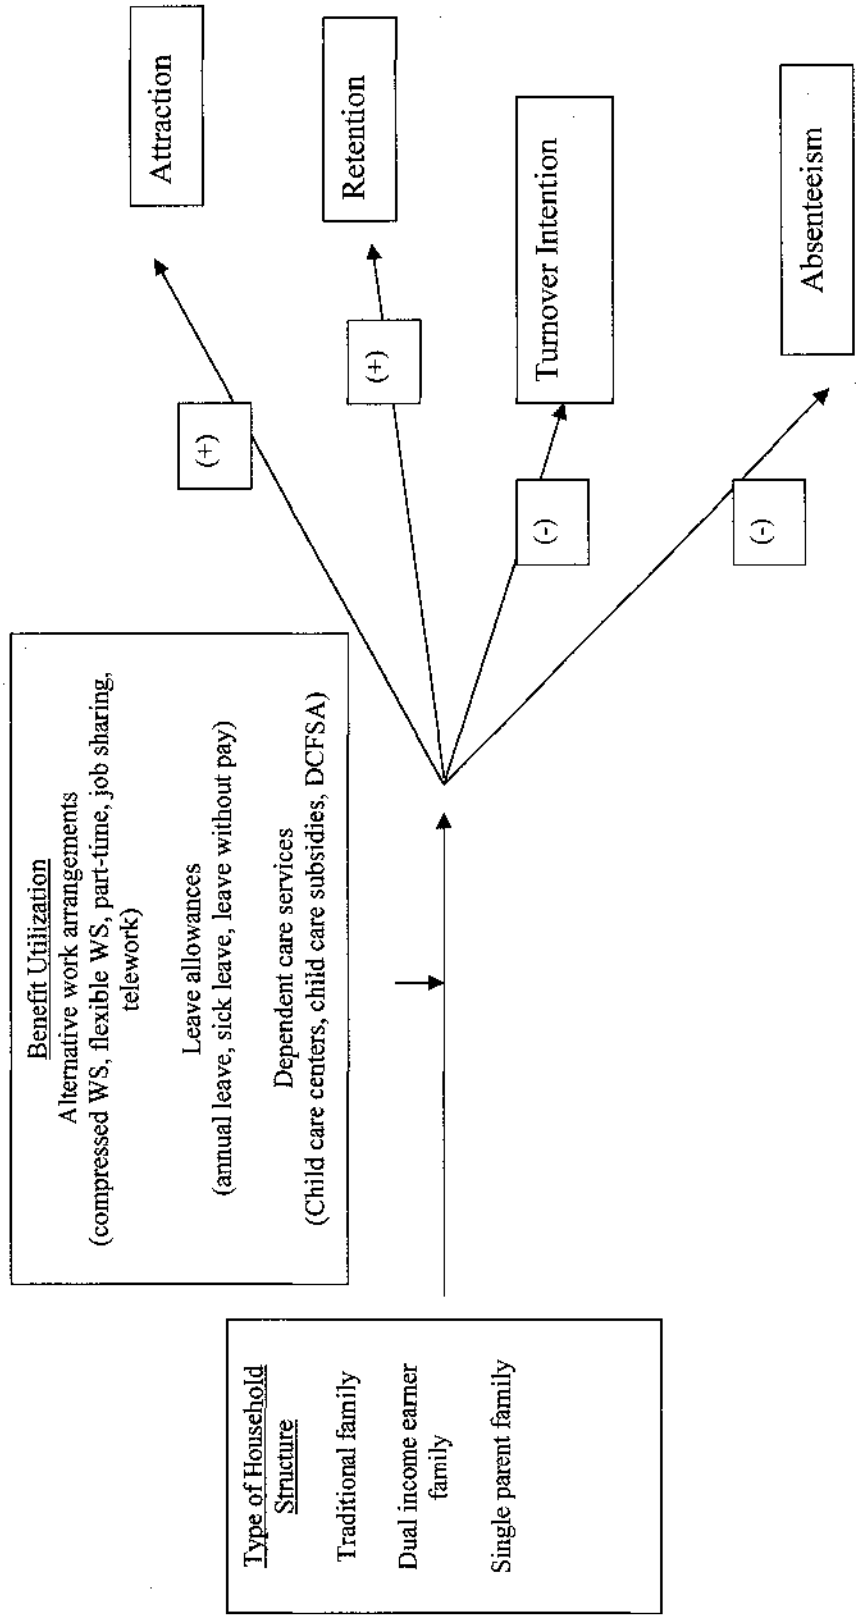 Type of Household
Structure
Traditional family
Dual income earner
family
Single parent family
Benefit Utilization
Alternative work arrangements
(compressed WS, flexible WS, part-time, job sharing,
telework)
Leave allowances
(annual leave, sick leave, leave without pay)
Dependent care services
(Child care centers, child care subsidies, DCFSA)
(+)
(+)
(-)
(-)
Attraction
Retention
Turnover Intention
Absenteeism